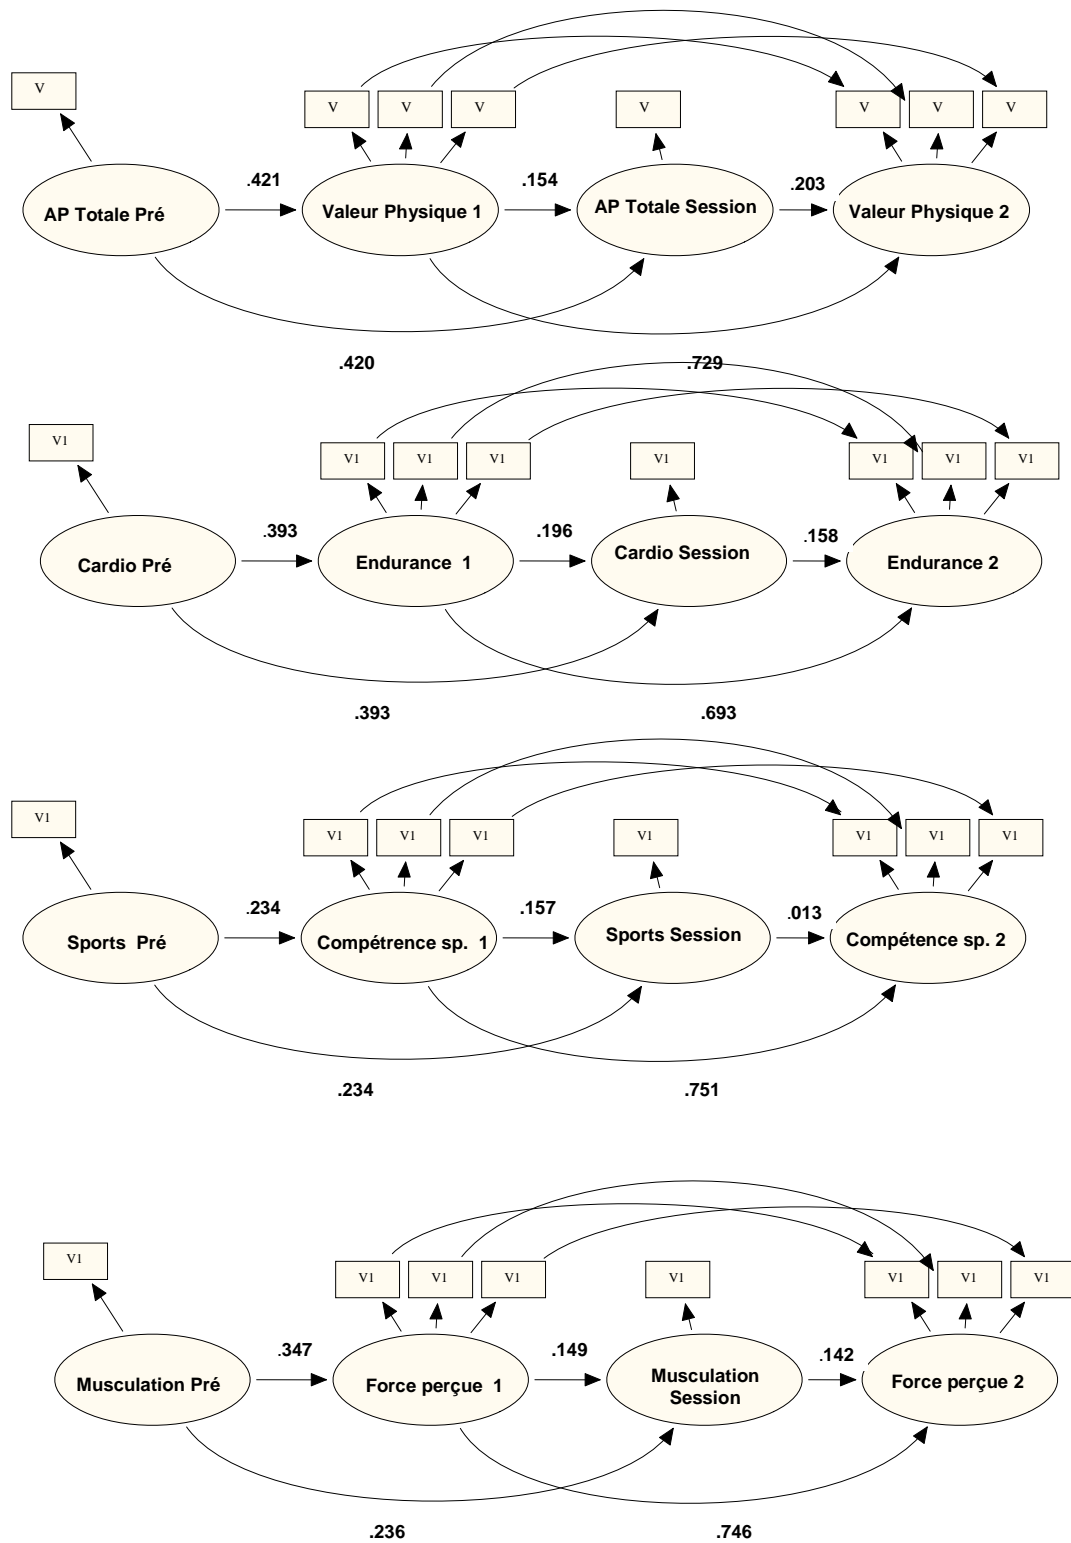 V
V V V
V
V V V
.421
.154
.203
AP Totale Pré
Valeur Physique 1
AP Totale Session
Valeur Physique 2
.420
.729
V1
V1 V1 V1
V1
V1 V1 V1
.393
.196
.158
Cardio Pré
Endurance 1
Cardio Session
Endurance 2
.393
.693
V1
V1 V1 V1
V1
V1 V1 V1
.234
.157
.013
Sports Pré
Compétrence sp. 1
Sports Session
Compétence sp. 2
.234
.751
V1
V1 V1 V1
V1
V1 V1 V1
.347
.149
.142
Musculation Pré
Force perçue 1
Musculation
Session
Force perçue 2
.236
.746